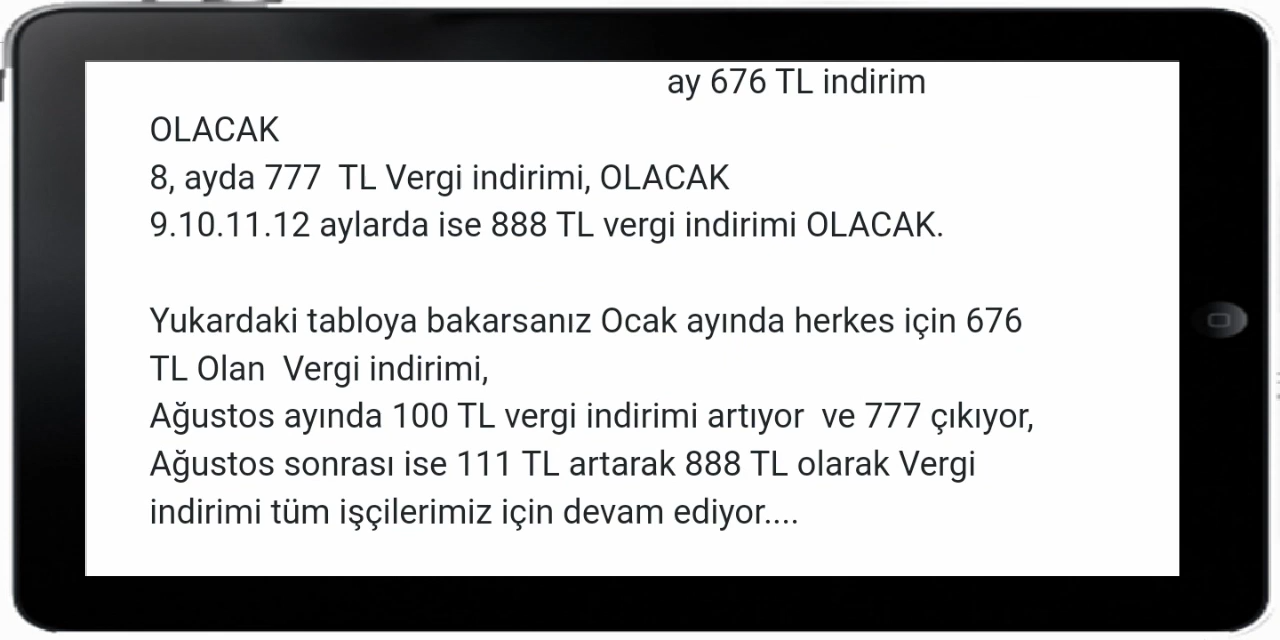 ay 676 TL indirim
OLACAK
8, ayda 777  TL Vergi indirimi, OLACAK
9.10.11.12 aylarda ise 888 TL vergi indirimi OLACAK.
Yukardaki tabloya bakarsanız Ocak ayında herkes için 676
TL Olan  Vergi indirimi,
Ağustos ayında 100 TL vergi indirimi artıyor  ve 777 çıkıyor,
Ağustos sonrası ise 111 TL artarak 888 TL olarak Vergi
indirimi tüm işçilerimiz için devam ediyor....